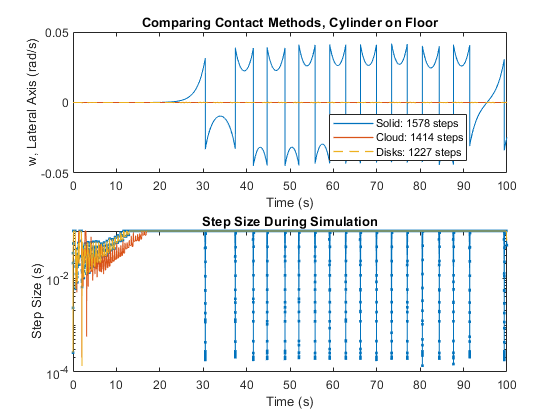 Comparing Contact Methods, Cylinder on Floor
0.05
0
-0.05
w, Lateral Axis (rad/s)
Solid: 1578 steps
Cloud: 1414 steps
Disks: 1227 steps
0 10 20 30 40 50 60 70 80 90 100
Time (s)
Step Size During Simulation
10-2
10-4
Step Size (s)
0 10 20 30 40 50 60 70 80 90 100
Time (s)